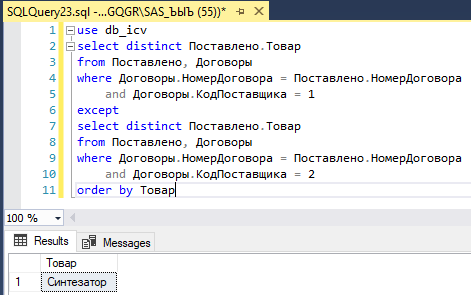 SQLQuery23.sql -...GQGR\SAS_ЪЫЬ (55))*
1 use db_icv
2 select distinct Поставлено.Товар
3 from Поставлено, Договоры
4 where Договоры.НомерДоговора = Поставлено.НомерДоговора
5 and Договоры.КодПоставщика = 1
6 except
7 select distinct Поставлено.Товар
8 from Поставлено, Договоры
9 where Договоры.НомерДоговора = Поставлено.НомерДоговора
10 and Договоры.КодПоставщика = 2
11 order by Товар
100 %
Results Messages
Товар
1 Синтезатор